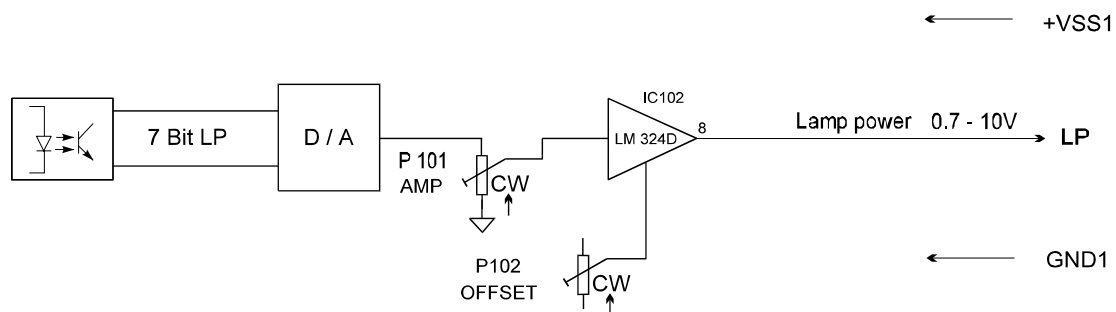 +VSS1
IC102
7 Bit LP
D / A
LM 324D
8
Lamp power 0.7 - 10V
LP
P 101
AMP
CW
P102
OFFSET
CW
GND1